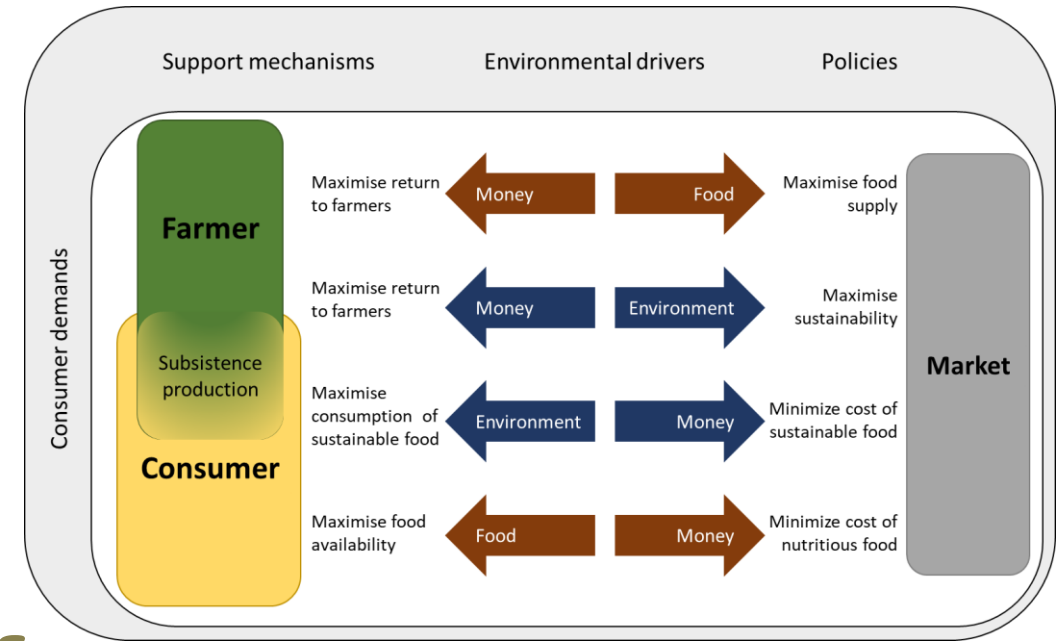 Support mechanisms
Environmental drivers
Policies
Consumer demands
Farmer
Subsistence
production
Consumer
Maximise return
to farmers
Money
Food
Maximise food
supply
Maximise return
to farmers
Money
Environment
Maximise
sustainability
Maximise
consumption of
sustainable food
Environment
Money
Minimize cost of
sustainable food
Maximise food
availability
Food
Money
Minimize cost of
nutritious food
Market